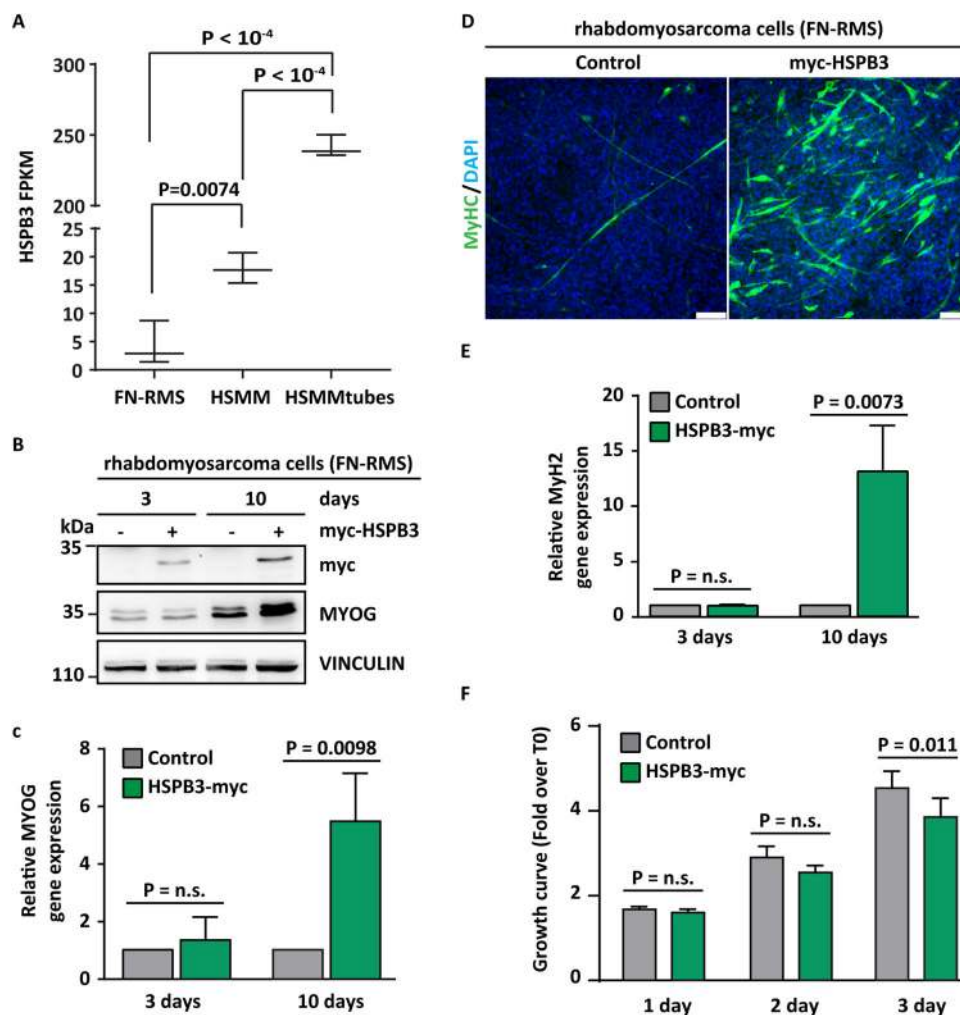 A
P < 10-4
P < 10-4
P=0.0074
HSPB3 FPKM
300
250
200
25
20
15
10
5
0
FN-RMS HSMM HSMMtubes
B
rhabdomyosarcoma cells (FN-RMS)
3 10 days
kDa - + - + myc-HSPB3
35 myc
35 MYOG
110 VINCULIN
c
Relative MYOG
gene expression
8
6
4
2
0
Control
HSPB3-myc
P = n.s.
P = 0.0098
3 days 10 days
D
rhabdomyosarcoma cells (FN-RMS)
Control myc-HSPB3
MyHC/DAPI
E
Relative MyH2
gene expression
20
15
10
5
0
Control
HSPB3-myc
P = n.s.
P = 0.0073
3 days 10 days
F
Growth curve (Fold over T0)
6
4
2
0
Control
HSPB3-myc
P = n.s.
P = n.s.
P = 0.011
1 day 2 day 3 day